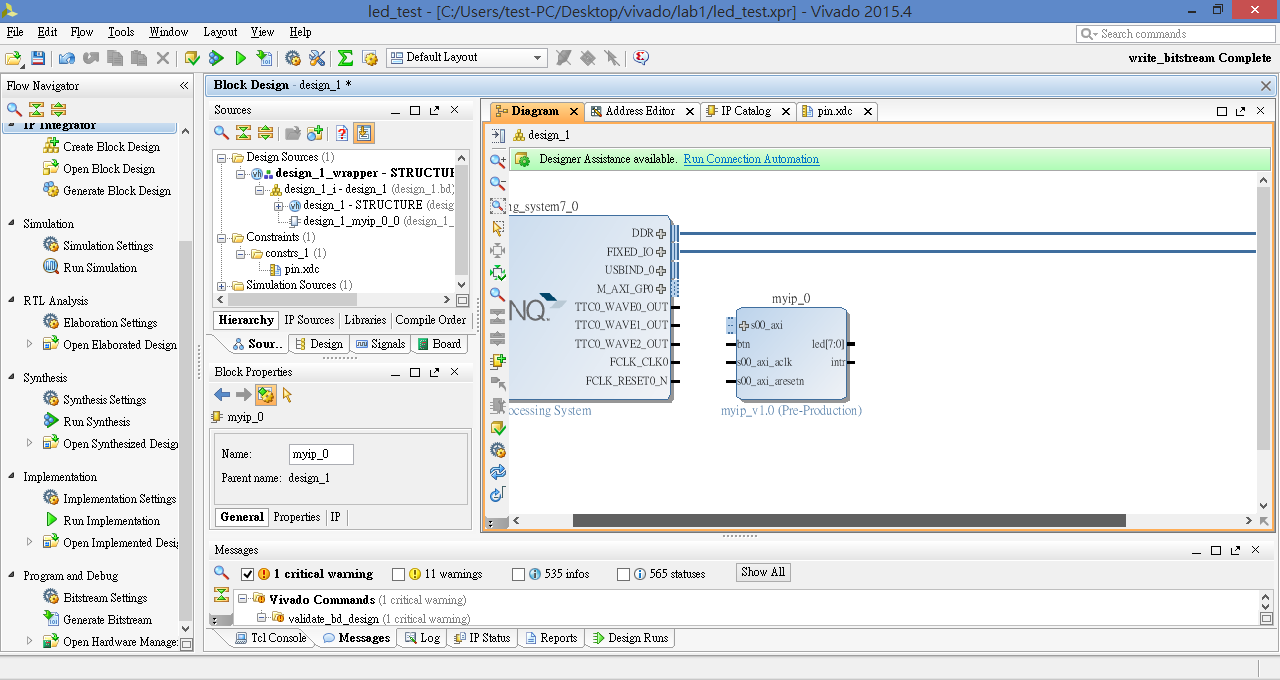 led_test - [C:/Users/test-PC/Desktop/vivado/lab1/led_test.xpr] - Vivado 2015.4
File Edit Flow Tools Window Layout View Help
Search commands
Default Layout
write_bitstream Complete
Flow Navigator
IP Integrator
Create Block Design
Open Block Design
Generate Block Design
Simulation
Simulation Settings
Run Simulation
RTL Analysis
Elaboration Settings
Open Elaborated Design
Synthesis
Synthesis Settings
Run Synthesis
Open Synthesized Design
Implementation
Implementation Settings
Run Implementation
Open Implemented Desi
Program and Debug
Bitstream Settings
Generate Bitstream
Open Hardware Manage
Block Design - design_1 *
Sources
Design Sources (1)
design_1_wrapper - STRUCTURE
design_1_i - design_1 (design_1.bd)
design_1 - STRUCTURE (desig
design_1_myip_0_0 (design_1_
Constraints (1)
constrs_1 (1)
pin.xdc
Simulation Sources (1)
Hierarchy IP Sources Libraries Compile Order
Sour.. Design Signals Board
Block Properties
myip_0
Name: myip_0
Parent name: design_1
General Properties IP
Diagram Address Editor IP Catalog pin.xdc
design_1
Designer Assistance available. Run Connection Automation
ng_system7_0
DDR
FIXED_IO
USBIND_0
M_AXI_GP0
TTC0_WAVE0_OUT
TTC0_WAVE1_OUT
TTC0_WAVE2_OUT
FCLK_CLK0
FCLK_RESET0_N
NQ
ocessing System
myip_0
s00_axi
btn led[7:0]
s00_axi_aclk intr
s00_axi_aresetn
myip_v1.0 (Pre-Production)
Messages
1 critical warning 11 warnings 535 infos 565 statuses Show All
Vivado Commands (1 critical warning)
validate_bd_design (1 critical warning)
Tcl Console Messages Log IP Status Reports Design Runs